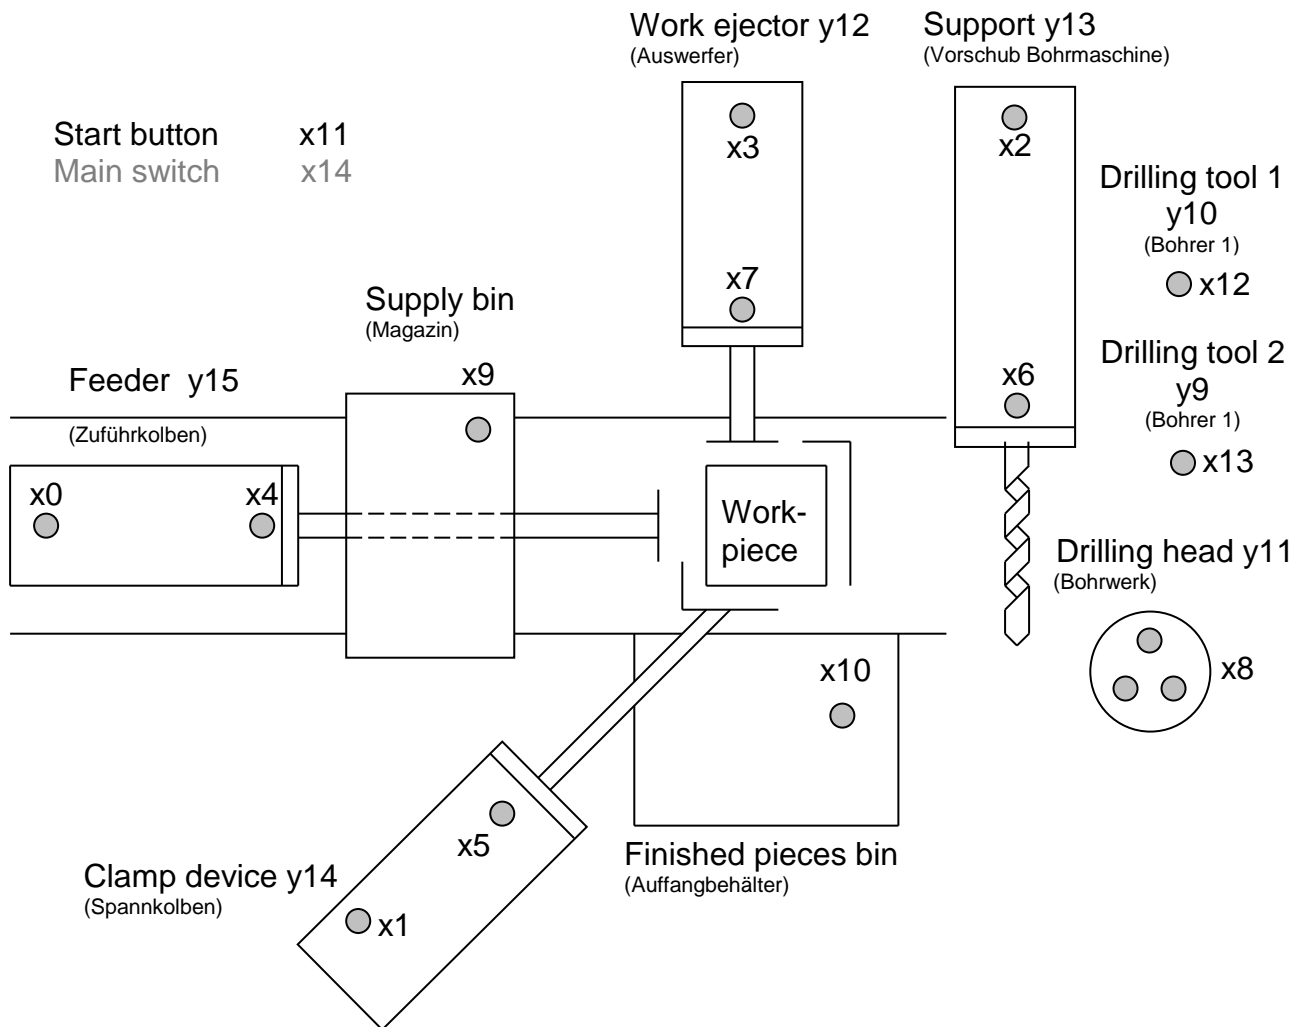 Work ejector y12
(Auswerfer)
Support y13
(Vorschub Bohrmaschine)
Start button x11
Main switch x14
x3
x2
Drilling tool 1
y10
(Bohrer 1)
x12
x7
Supply bin
(Magazin)
Drilling tool 2
y9
(Bohrer 1)
x13
Feeder y15
(Zuführkolben)
x9
x6
x0
x4
Work-
piece
Drilling head y11
(Bohrwerk)
x8
x10
x5
Finished pieces bin
(Auffangbehälter)
Clamp device y14
(Spannkolben)
x1